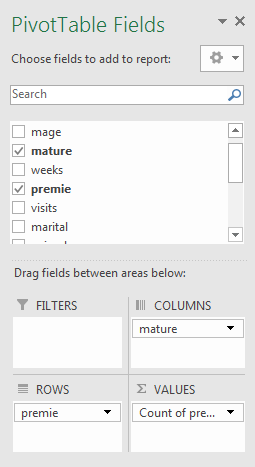 PivotTable Fields
Choose fields to add to report:
Search
mage
mature
weeks
premie
visits
marital
Drag fields between areas below:
FILTERS
COLUMNS
mature
ROWS
VALUES
premie
Count of pre...